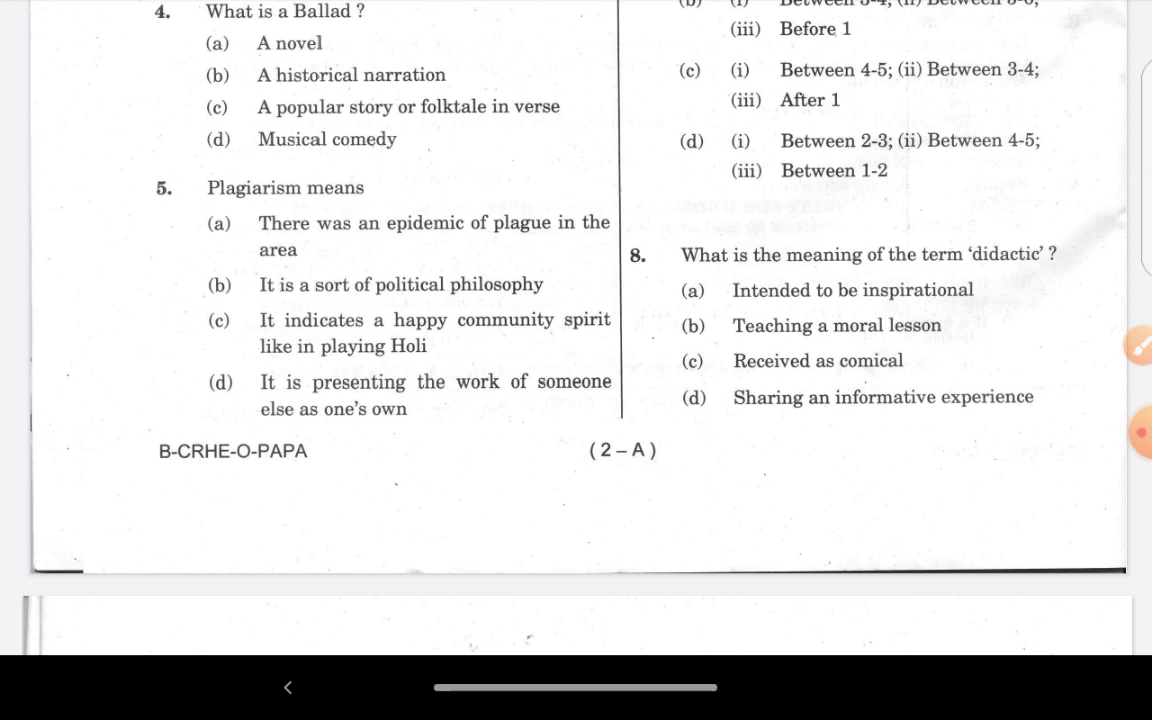 4. What is a Ballad ?
(a) A novel
(b) A historical narration
(c) A popular story or folktale in verse
(d) Musical comedy
5. Plagiarism means
(a) There was an epidemic of plague in the
area
(b) It is a sort of political philosophy
(c) It indicates a happy community spirit
like in playing Holi
(d) It is presenting the work of someone
else as one's own
(iii) Before 1
(c) (i) Between 4-5; (ii) Between 3-4;
(iii) After 1
(d) (i) Between 2-3; (ii) Between 4-5;
(iii) Between 1-2
8. What is the meaning of the term 'didactic' ?
(a) Intended to be inspirational
(b) Teaching a moral lesson
(c) Received as comical
(d) Sharing an informative experience
B-CRHE-O-PAPA
( 2 – A )